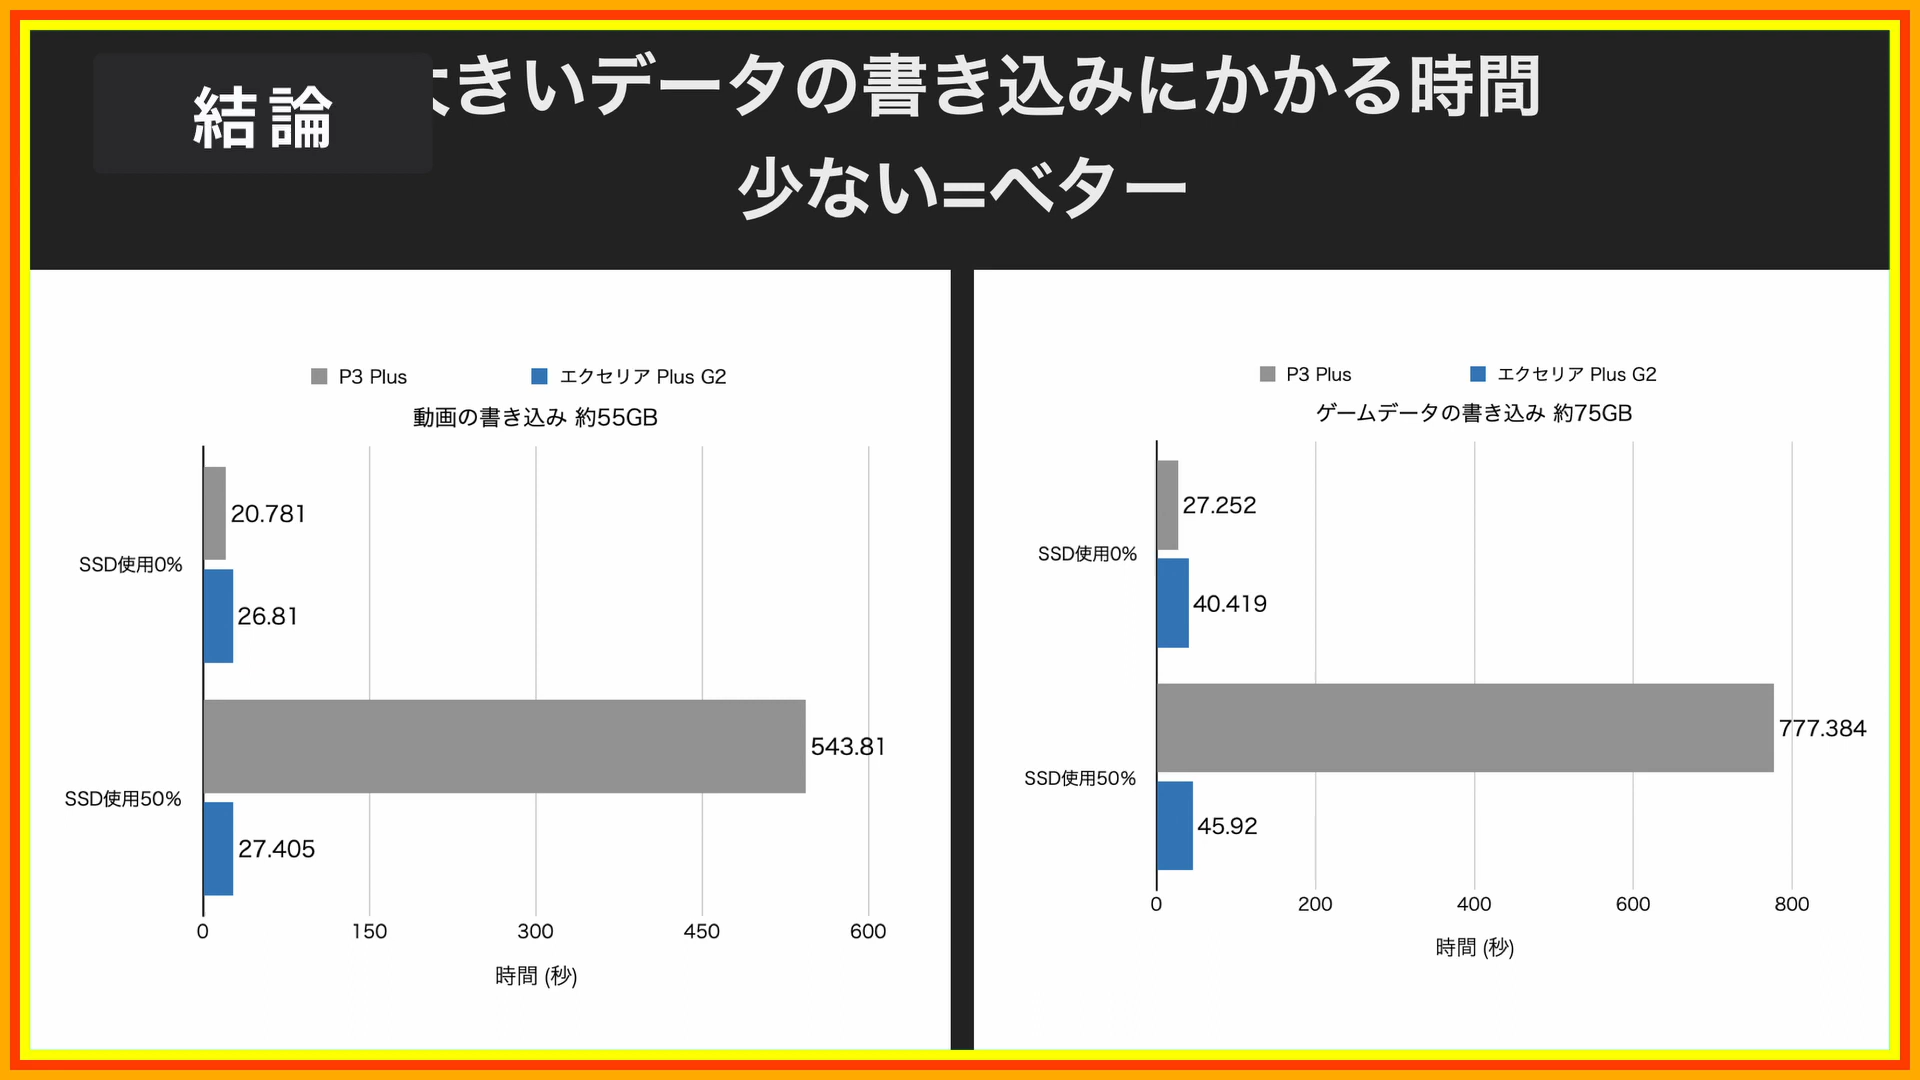 結論
大きいデータの書き込みにかかる時間
少ない=ベター
P3 Plus
エクセリア Plus G2
動画の書き込み 約55GB
SSD使用0%
20.781
26.81
SSD使用50%
543.81
27.405
0
150
300
450
600
時間 (秒)
P3 Plus
エクセリア Plus G2
ゲームデータの書き込み 約75GB
SSD使用0%
27.252
40.419
SSD使用50%
777.384
45.92
0
200
400
600
800
時間 (秒)